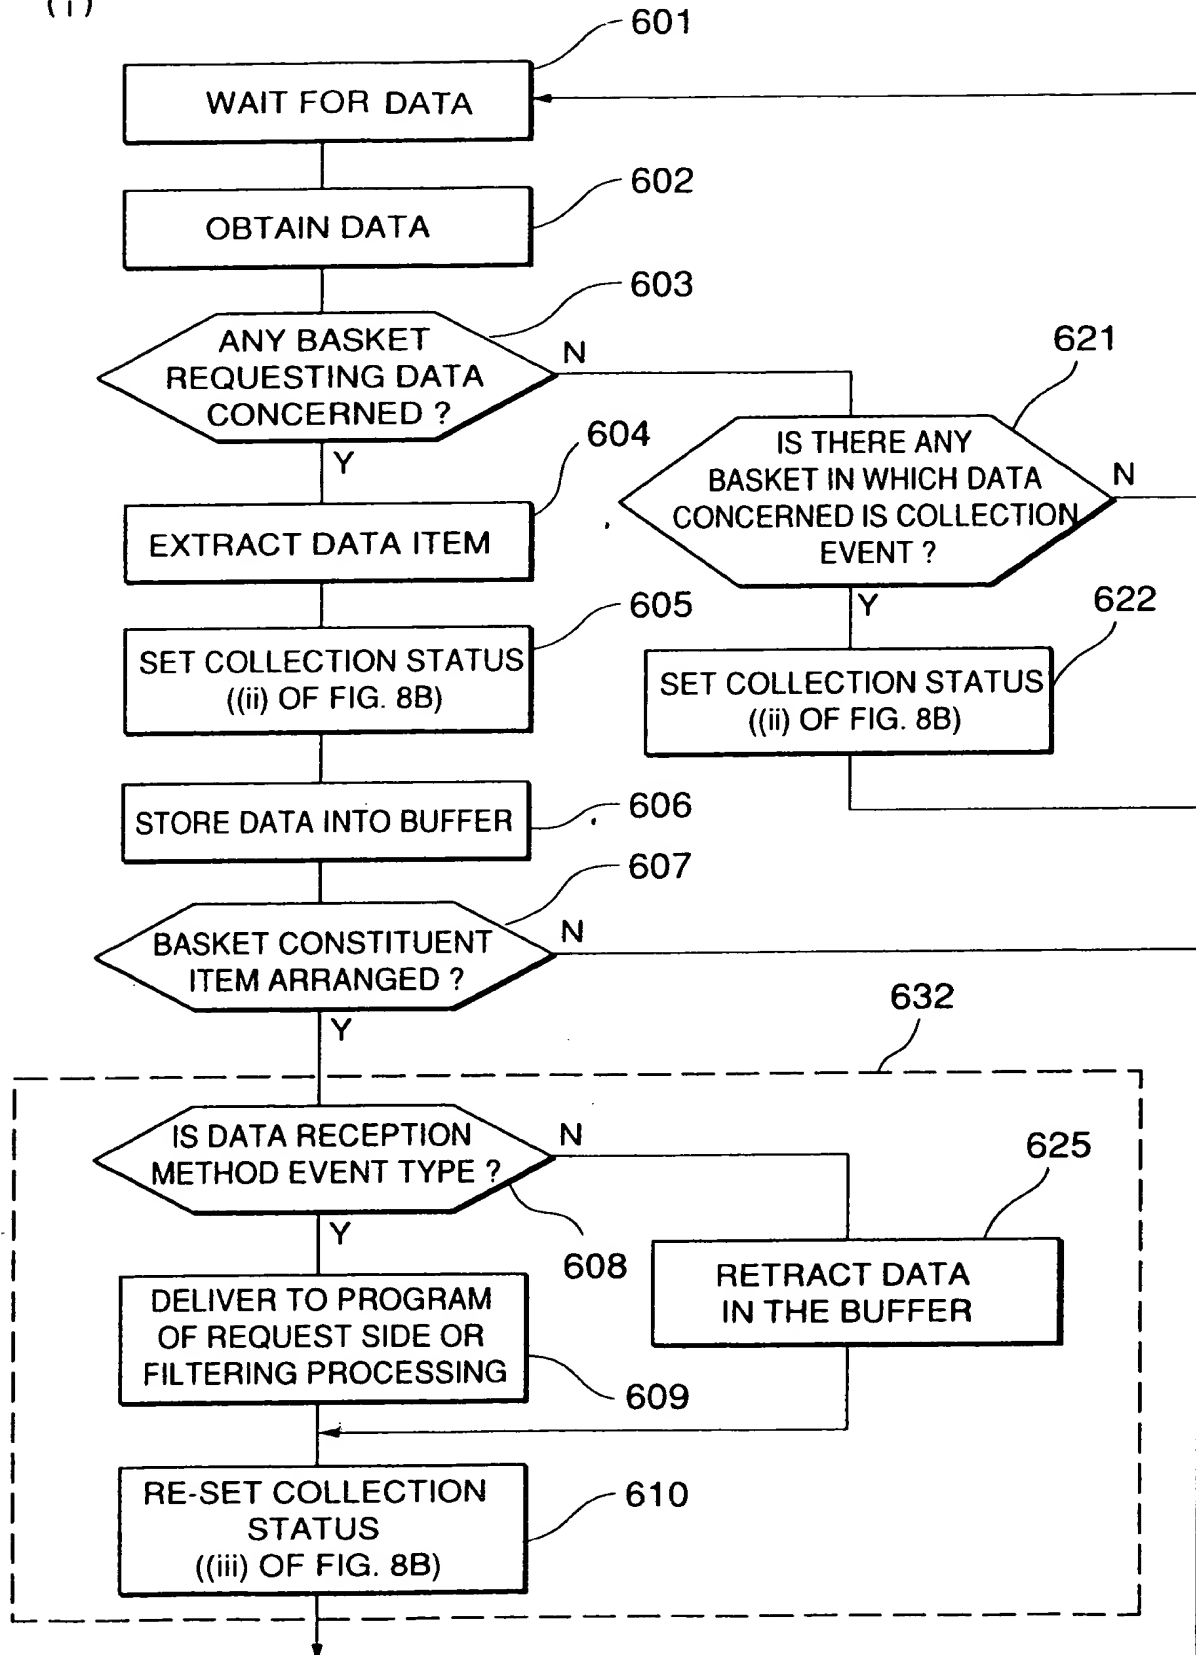 (i)
601
WAIT FOR DATA
602
OBTAIN DATA
603
ANY BASKET
REQUESTING DATA
CONCERNED ?
N
Y
621
IS THERE ANY
BASKET IN WHICH DATA
CONCERNED IS COLLECTION
EVENT ?
N
Y
604
EXTRACT DATA ITEM
605
SET COLLECTION STATUS
((ii) OF FIG. 8B)
622
SET COLLECTION STATUS
((ii) OF FIG. 8B)
606
STORE DATA INTO BUFFER
607
BASKET CONSTITUENT
ITEM ARRANGED ?
N
Y
632
IS DATA RECEPTION
METHOD EVENT TYPE ?
N
Y
608
625
RETRACT DATA
IN THE BUFFER
DELIVER TO PROGRAM
OF REQUEST SIDE OR
FILTERING PROCESSING
609
RE-SET COLLECTION
STATUS
((iii) OF FIG. 8B)
610